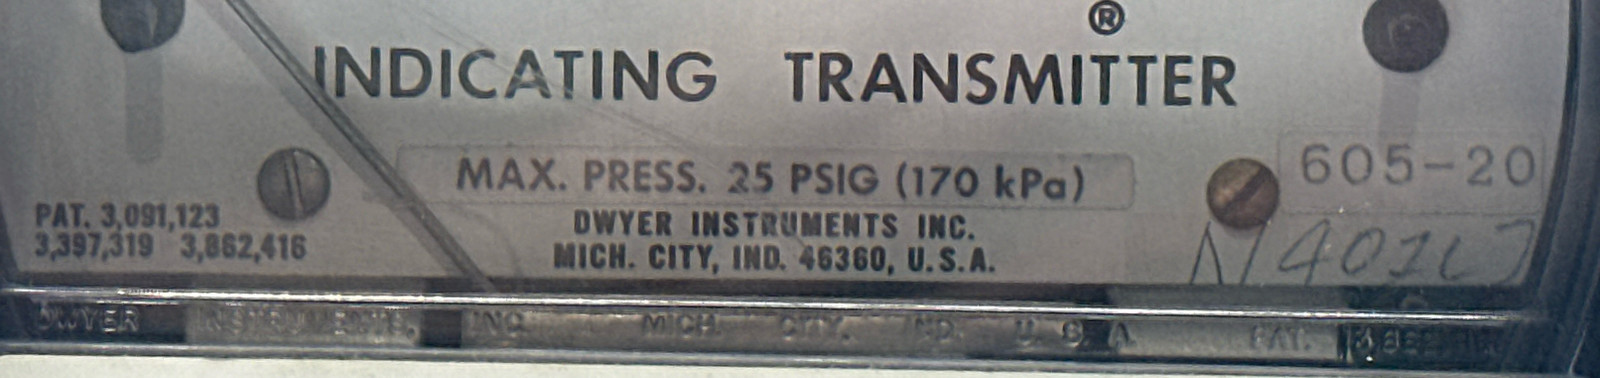 ®
INDICATING TRANSMITTER
MAX. PRESS. 25 PSIG (170 kPa)
605-20
PAT. 3,091,123
3,397,319 3,862,416
DWYER INSTRUMENTS INC.
MICH. CITY, IND. 46360, U.S.A.
DWYER INSTRUMENTS, INC. MICH. CITY, IND. U.S.A. PAT.